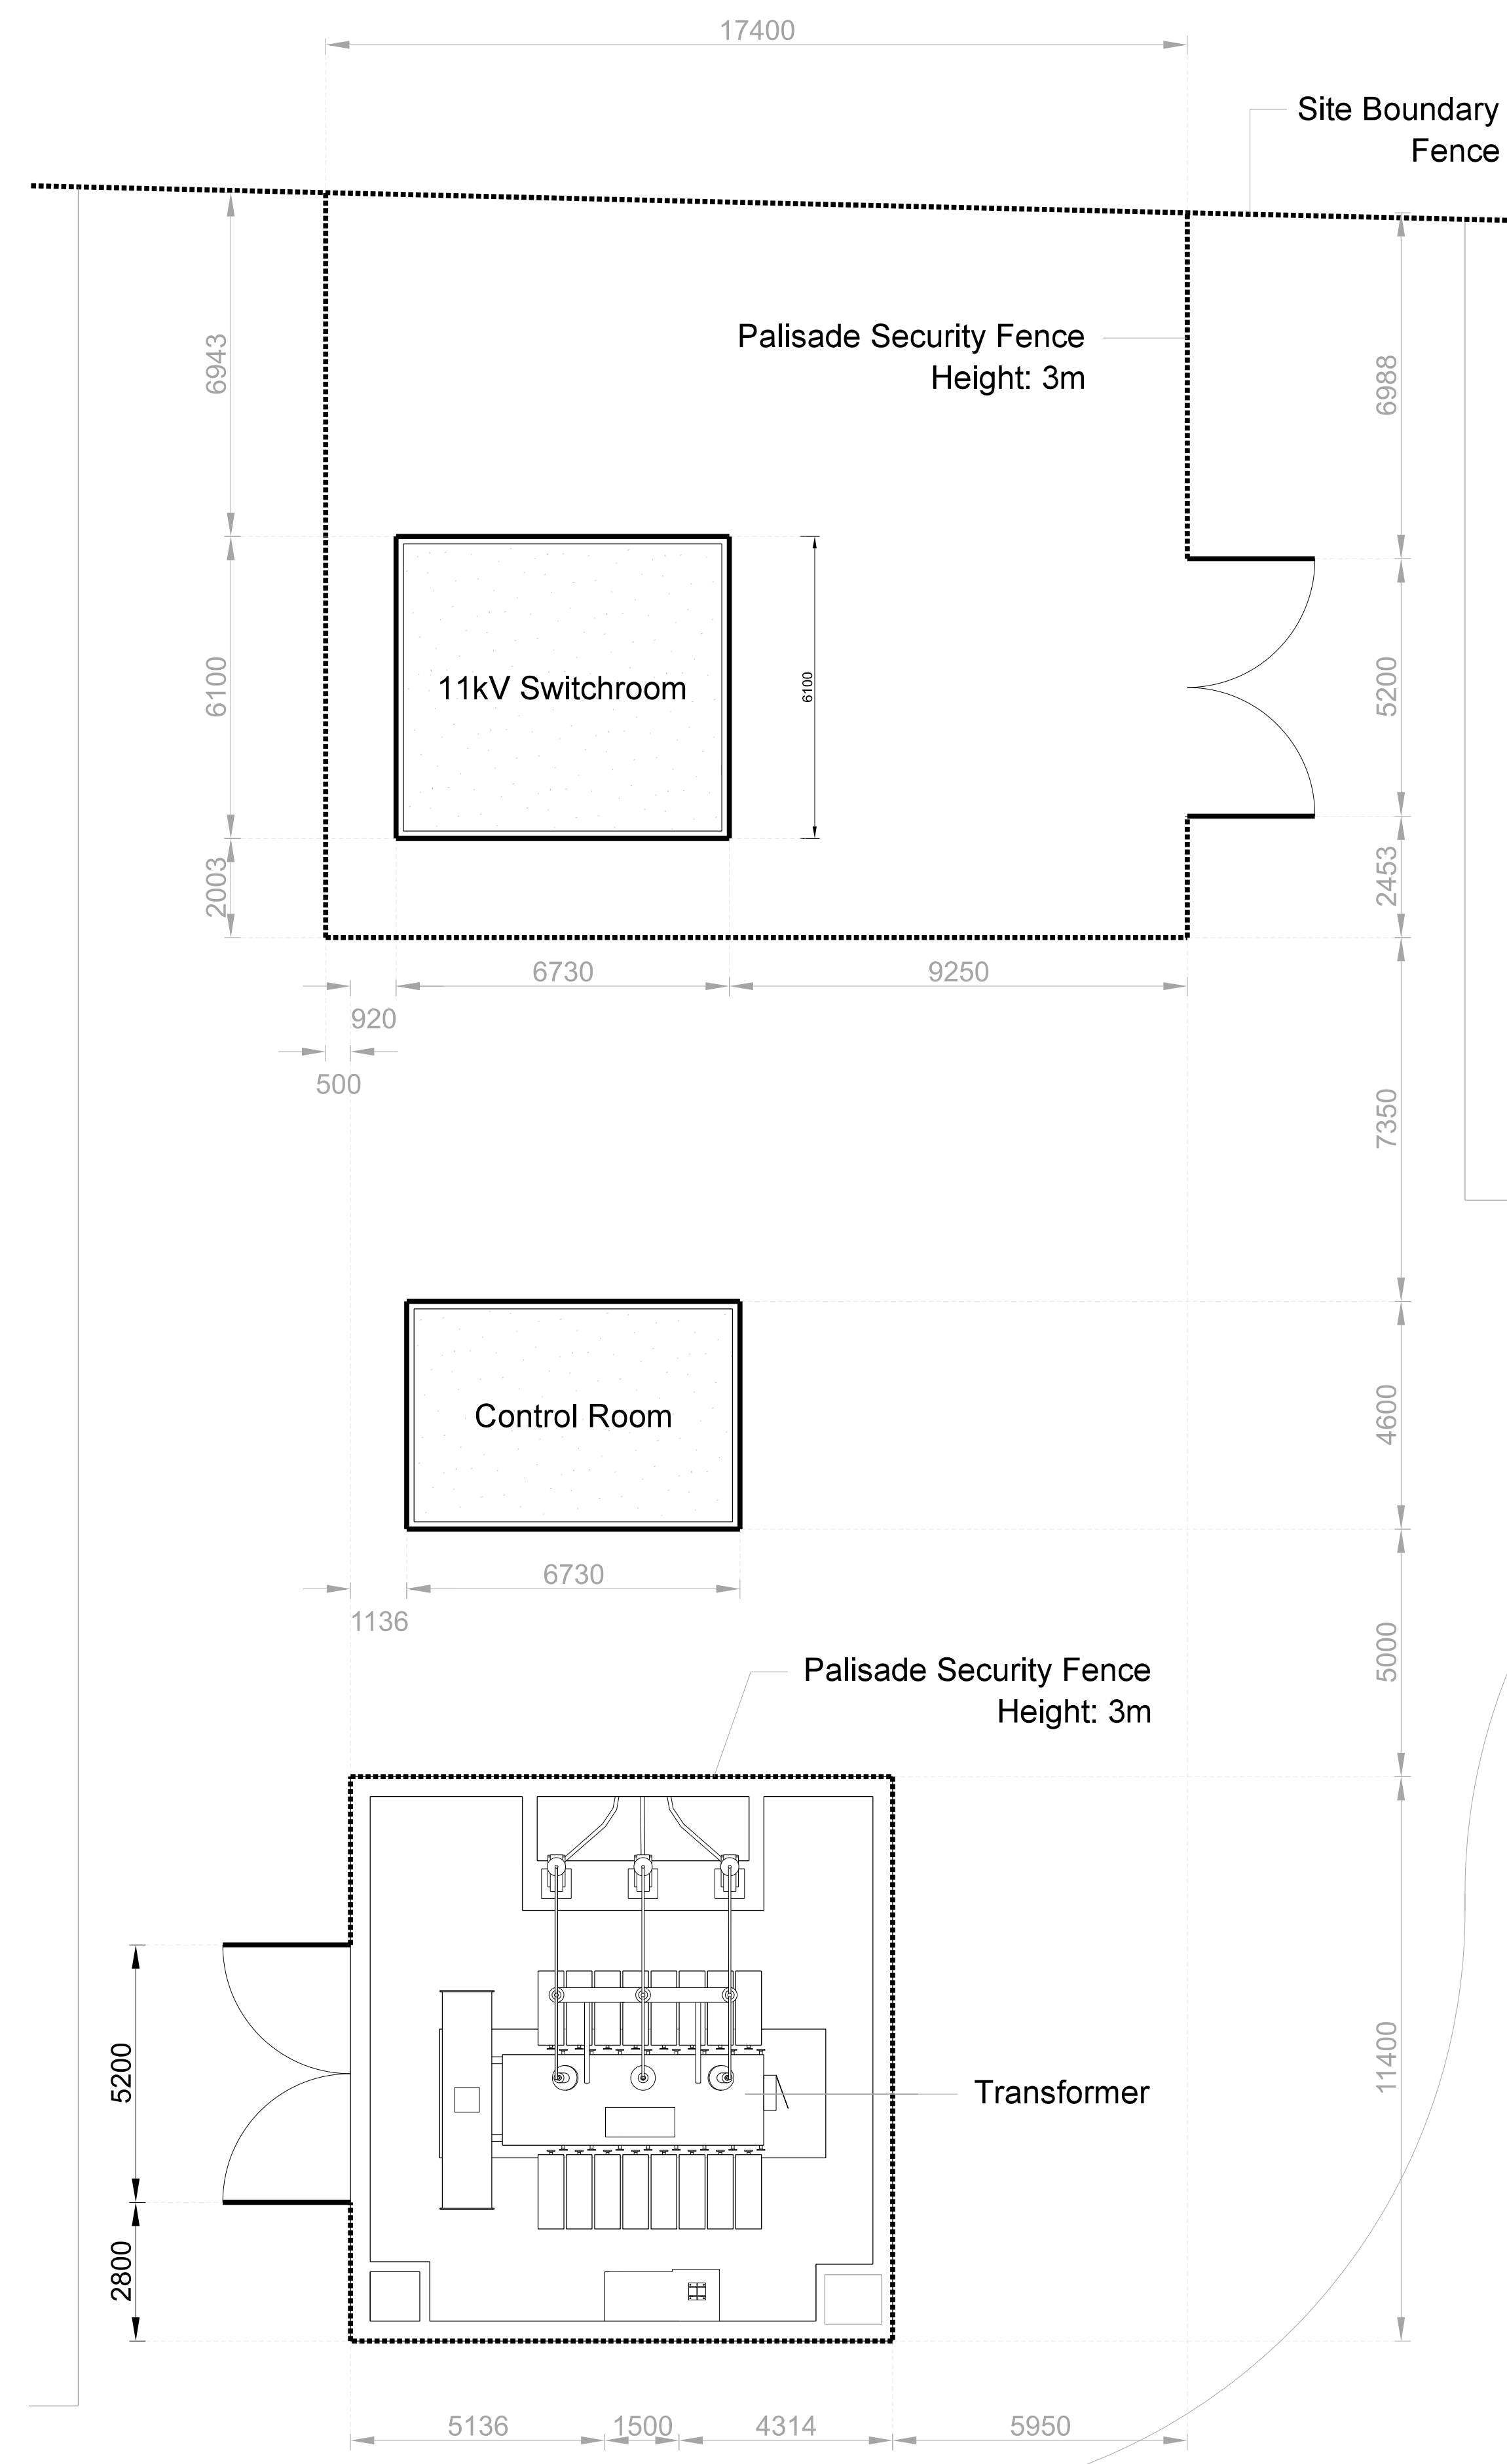 17400
Site Boundary
Fence
Palisade Security Fence
Height: 3m
6943
6988
6100
11kV Switchroom
6100
5200
2003
2453
6730
9250
920
500
7350
Control Room
4600
6730
1136
5000
Palisade Security Fence
Height: 3m
5200
11400
Transformer
2800
5136
1500
4314
5950